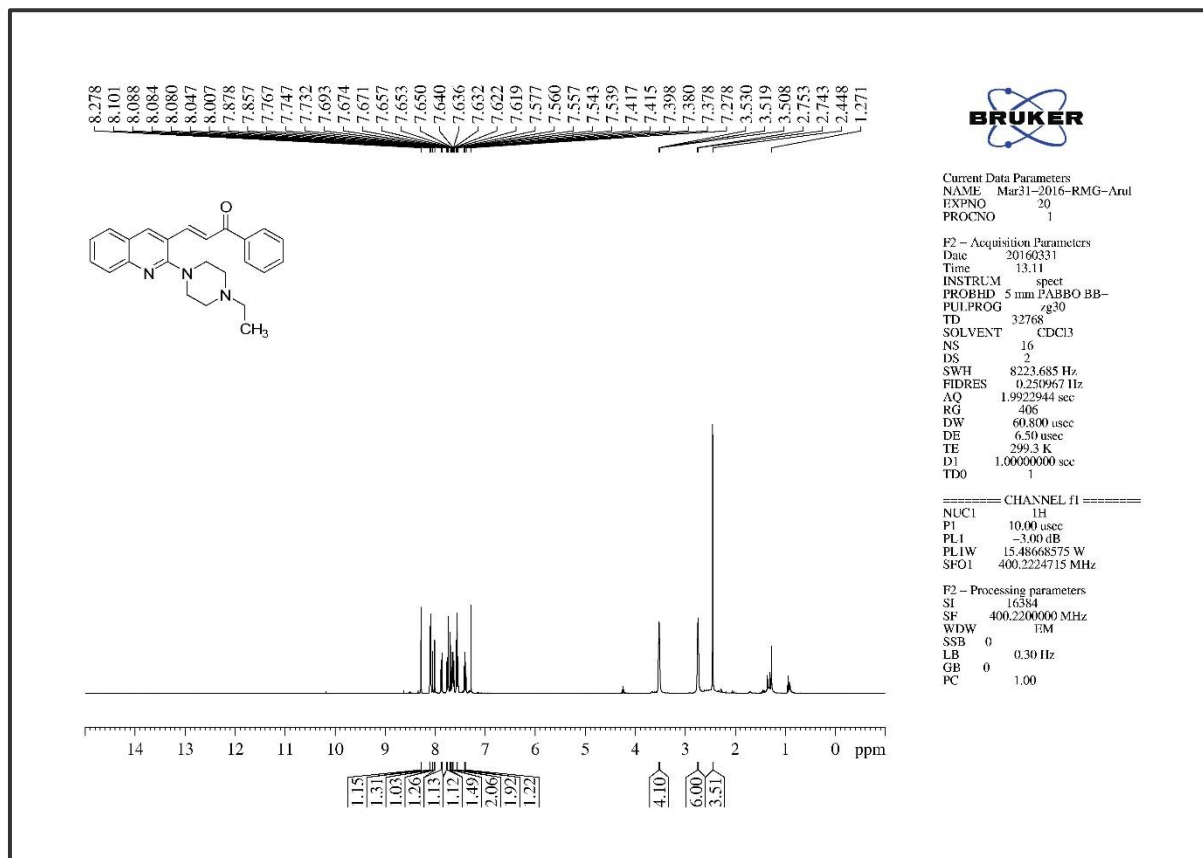 8.278
8.101
8.088
8.084
8.080
8.047
8.007
7.878
7.857
7.767
7.747
7.732
7.693
7.674
7.671
7.657
7.653
7.650
7.640
7.636
7.632
7.622
7.619
7.577
7.560
7.557
7.543
7.539
7.417
7.415
7.398
7.380
7.378
7.278
3.530
3.519
3.508
2.753
2.743
2.448
1.271
BRUKER
Current Data Parameters
NAME Mar31-2016-RMG-Arul
EXPNO 20
PROCNO 1
F2 - Acquisition Parameters
Date 20160331
Time 13.11
INSTRUM spect
PROBHD 5 mm PABBO BB-
PULPROG zg30
TD 32768
SOLVENT CDCl3
NS 16
DS 2
SWH 8223.685 Hz
FIDRES 0.250967 Hz
AQ 1.9922944 sec
RG 406
DW 60.800 usec
DE 6.50 usec
TE 299.3 K
D1 1.00000000 sec
TD0 1
======== CHANNEL f1 ========
NUC1 1H
P1 10.00 usec
PL1 -3.00 dB
PL1W 15.48668575 W
SFO1 400.2224715 MHz
F2 - Processing parameters
SI 16384
SF 400.2200000 MHz
WDW EM
SSB 0
LB 0.30 Hz
GB 0
PC 1.00
O
N
N
N
CH3
14 13 12 11 10 9 8 7 6 5 4 3 2 1 0 ppm
1.15
1.31
1.03
1.26
1.13
1.12
1.49
2.06
1.92
1.22
4.10
6.00
3.51